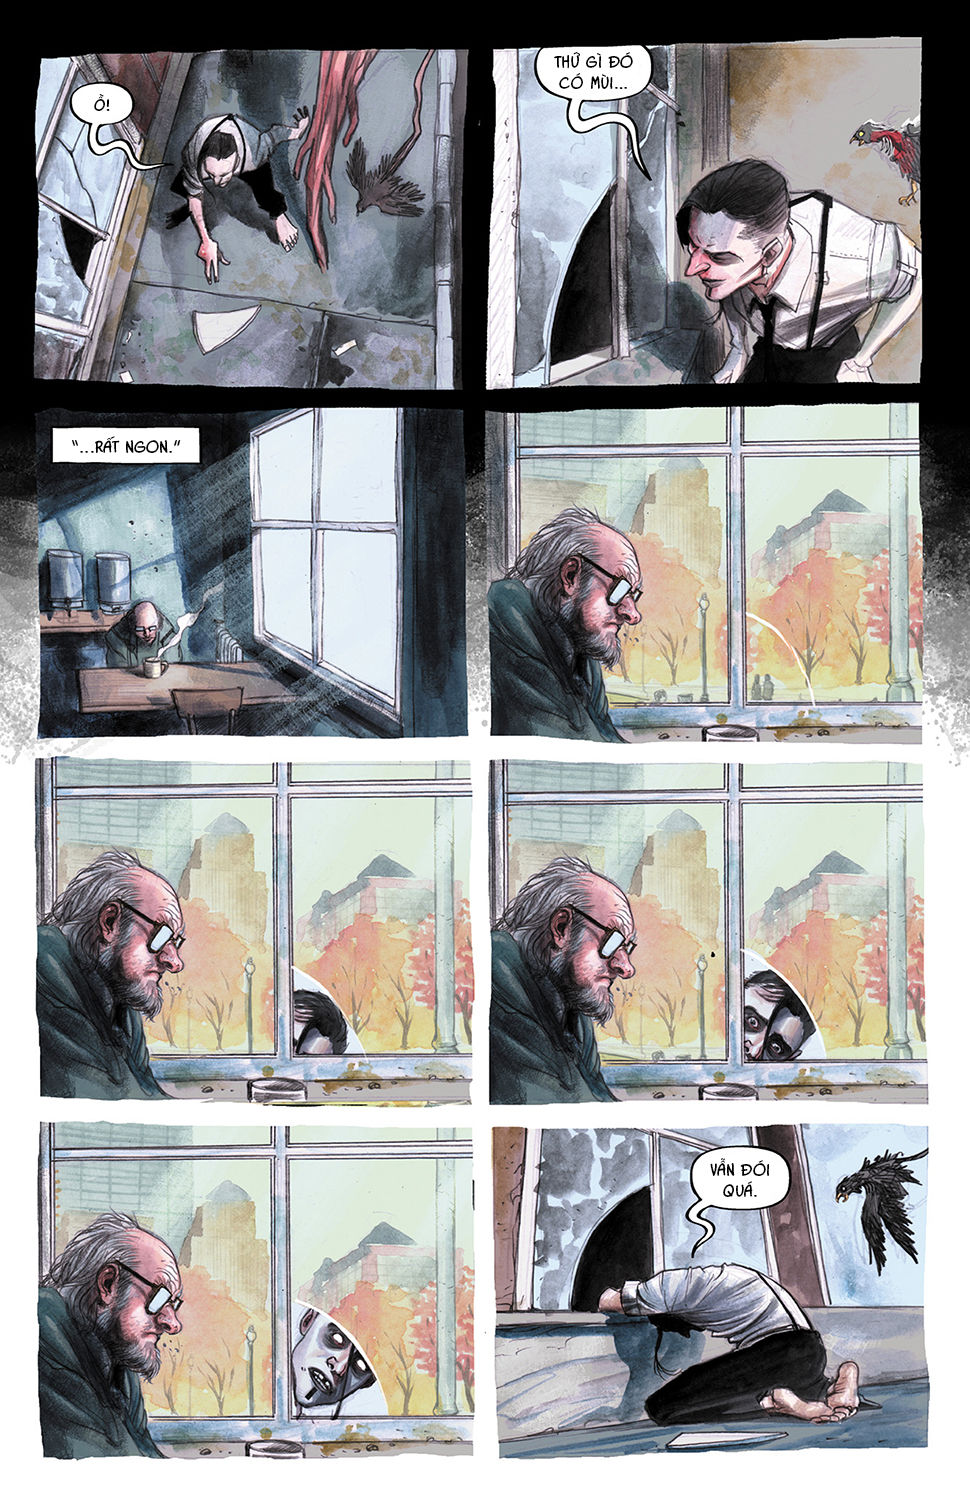 Ồ!
THỨ GÌ ĐÓ
CÓ MÙI...
"...RẤT NGON."
VẪN ĐÓI
QUÁ.